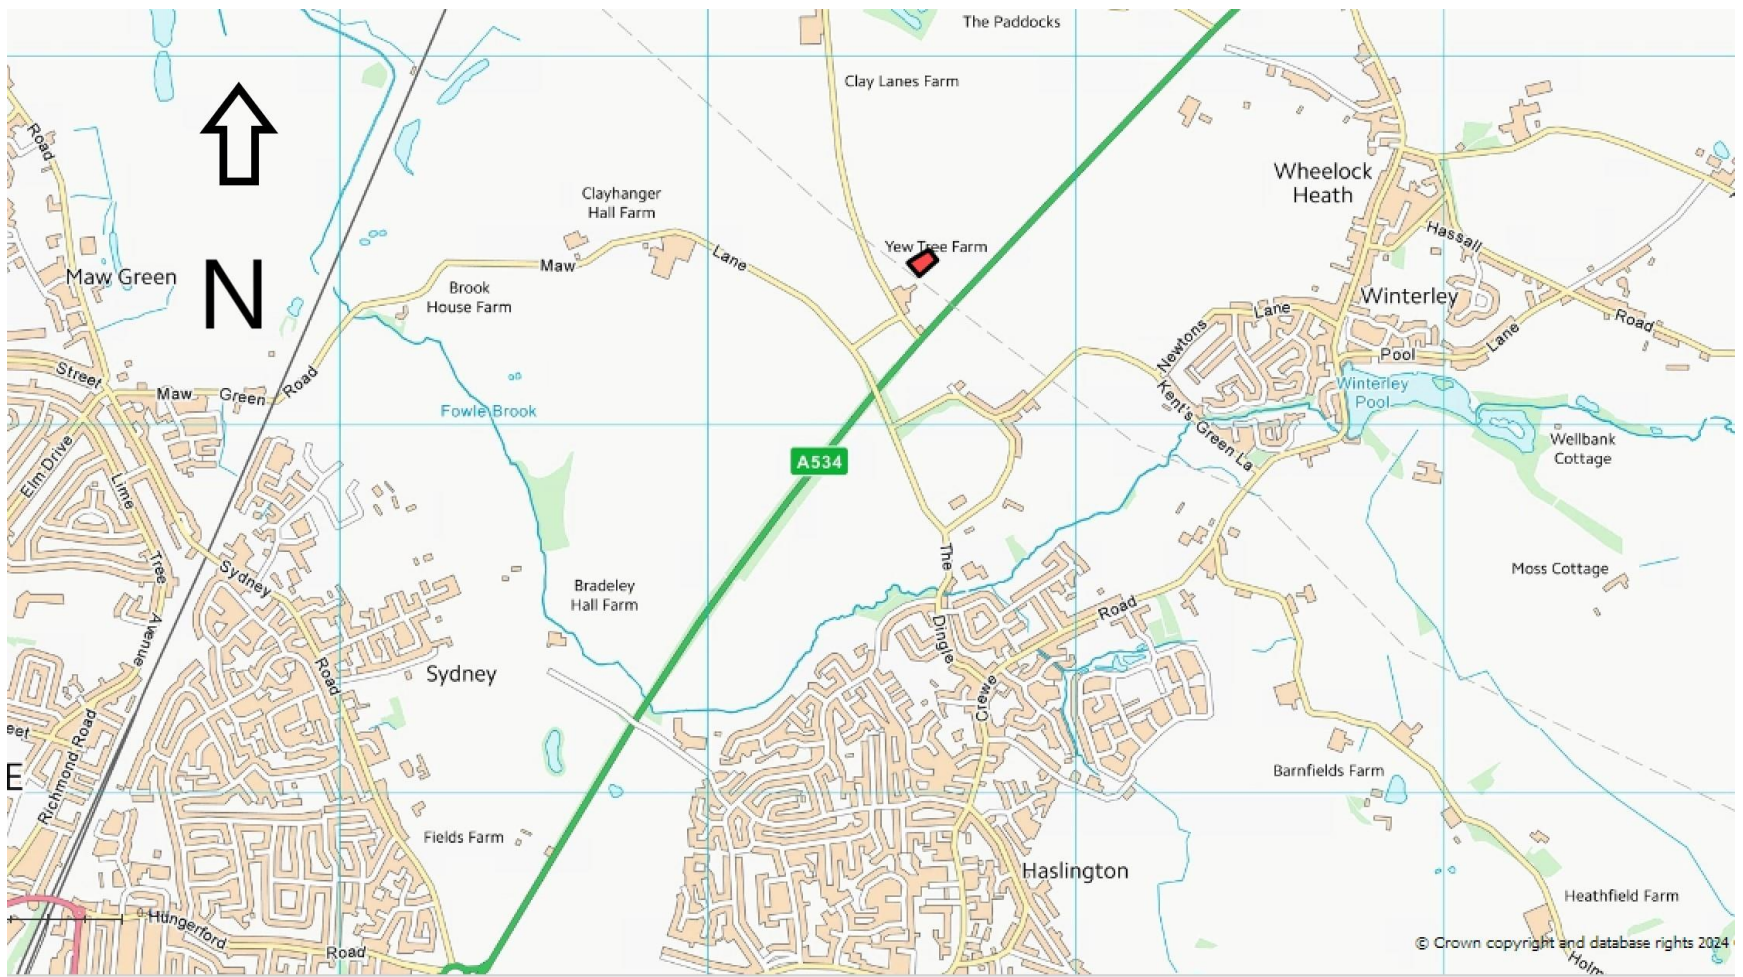 The Paddocks
Clay Lanes Farm
Road
Wheelock
Heath
Clayhanger
Hall Farm
Hassall
Yew Tree Farm
Lane
Maw
Maw Green
N
Brook
House Farm
Winterley
Lane
Road
Newtons
Lane
Pool
Street
Road
Maw
Green
Winterley
Pool
Kent's Green La
Fowle Brook
Wellbank
Cottage
A534
Elm Drive
Lime
Tree
Avenue
The
Dingle
Moss Cottage
Sydney
Road
Bradeley
Hall Farm
Road
Crewe
Sydney
eet
Richmond Road
E
Barnfields Farm
Fields Farm
Haslington
Heathfield Farm
Hungerford
Road
© Crown copyright and database rights 2024
Holm